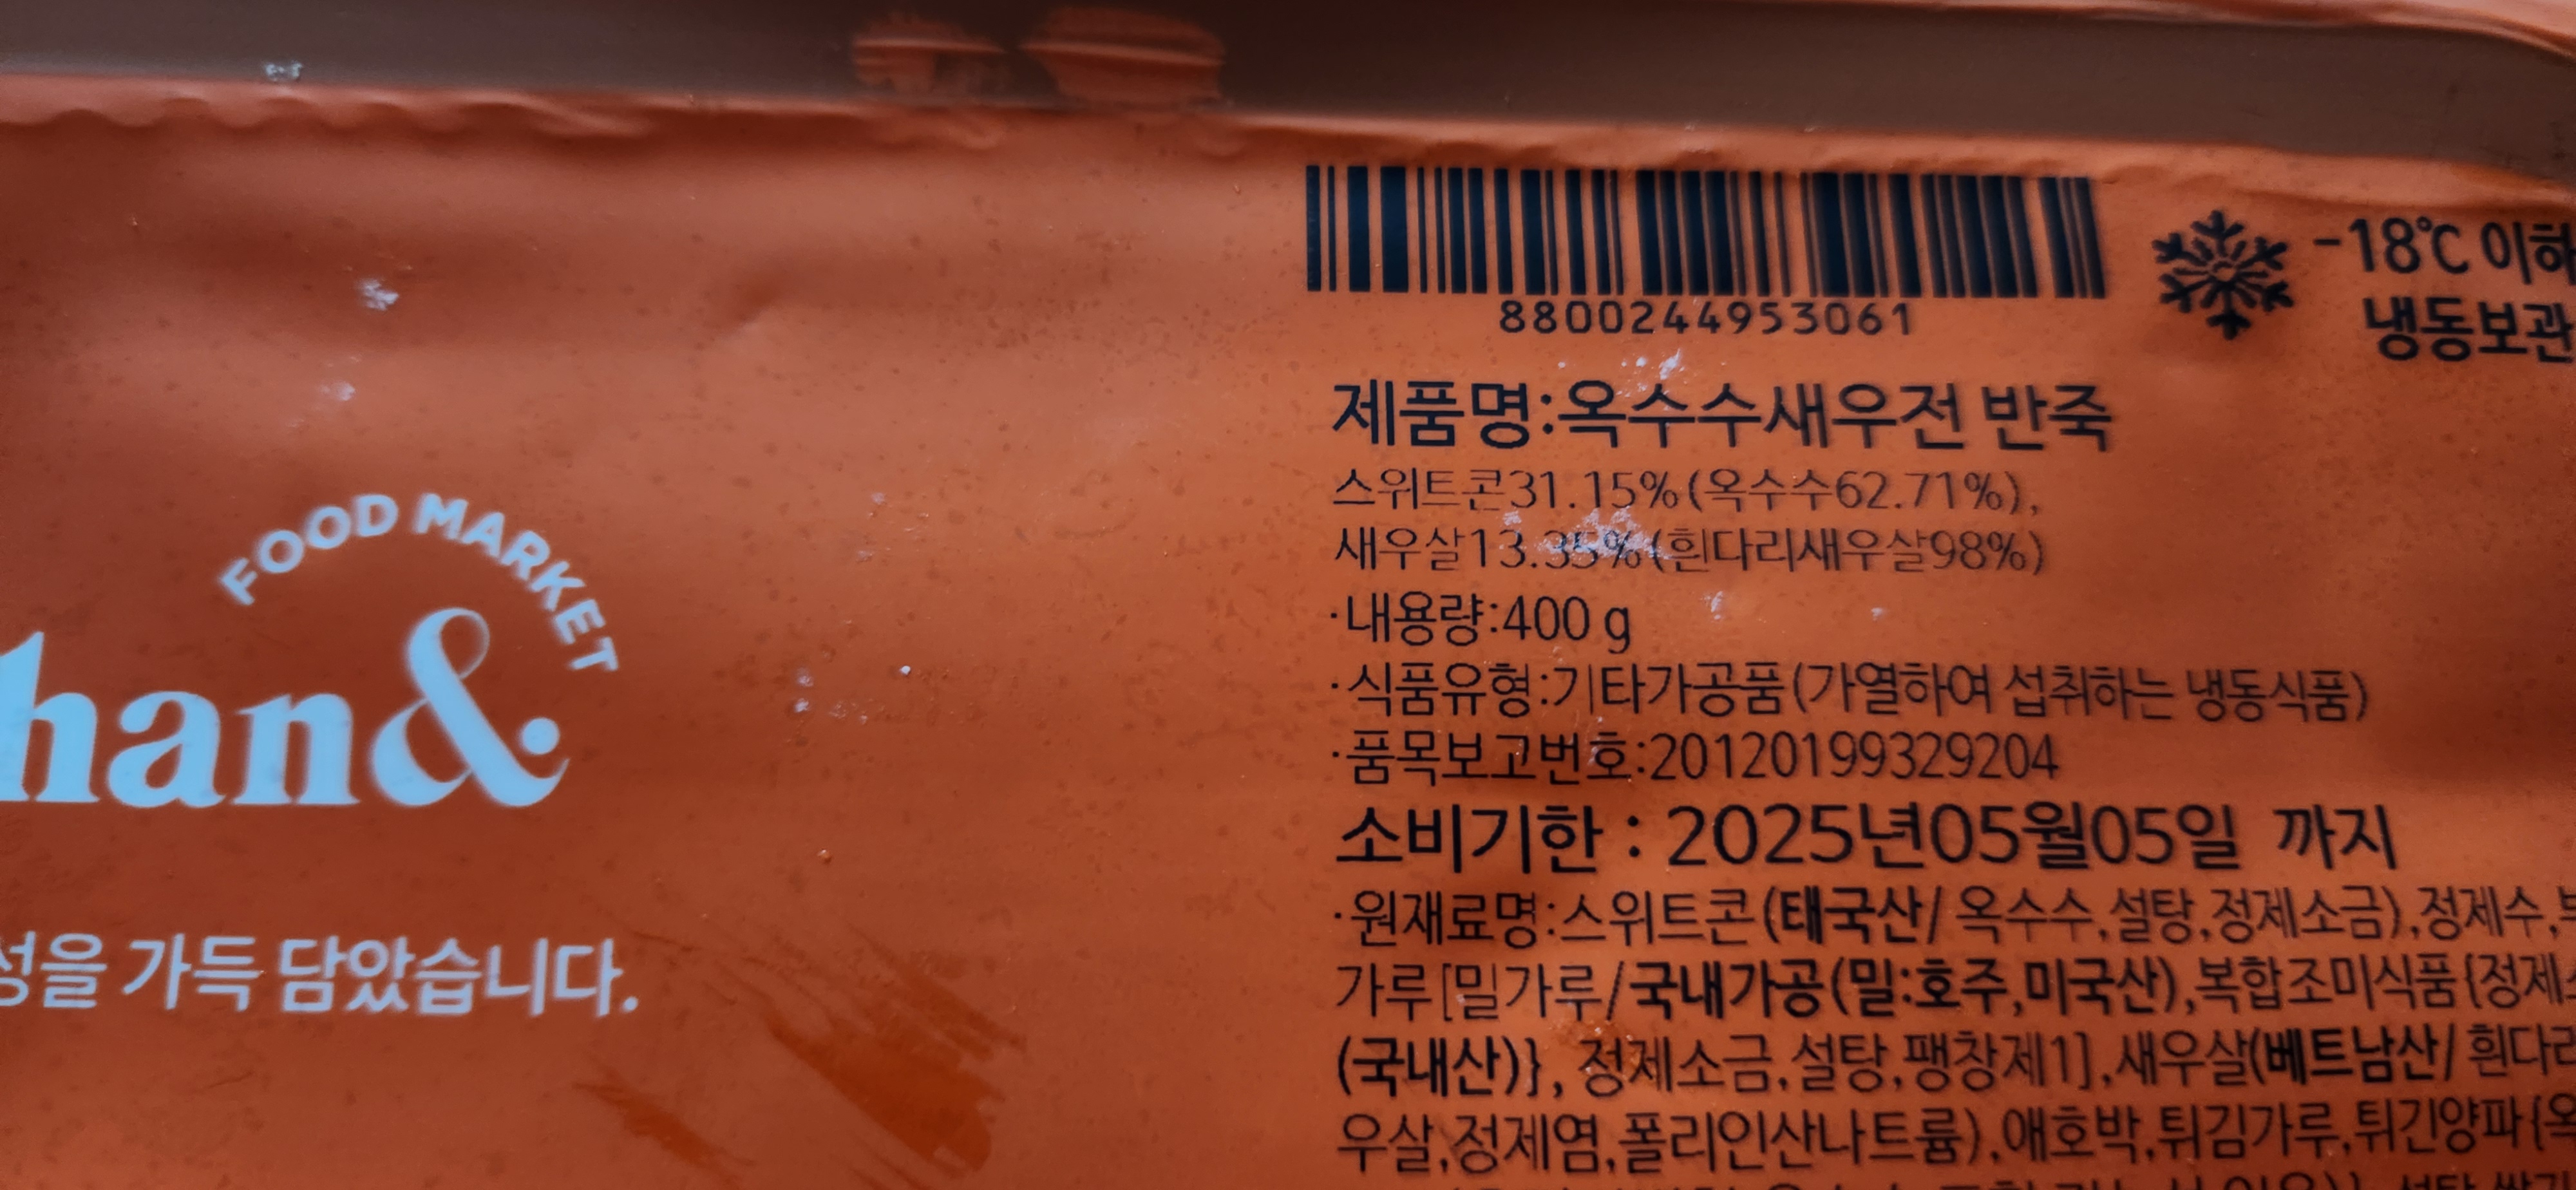 FOOD MARKET
han&
성을 가득 담았습니다.
8800244953061
-18℃ 이하
냉동보관
제품명:옥수수새우전 반죽
스위트콘31.15%(옥수수62.71%),
새우살13.35%(흰다리새우살98%)
·내용량:400 g
·식품유형:기타가공품(가열하여 섭취하는 냉동식품)
·품목보고번호:20120199329204
소비기한 : 2025년05월05일 까지
·원재료명:스위트콘(태국산/ 옥수수,설탕,정제소금),정제수,
가루[밀가루/국내가공(밀:호주,미국산),복합조미식품{정제
(국내산)}, 정제소금,설탕,팽창제1],새우살(베트남산/ 흰다리
우살,정제염,폴리인산나트륨),애호박,튀김가루,튀긴양파{옥